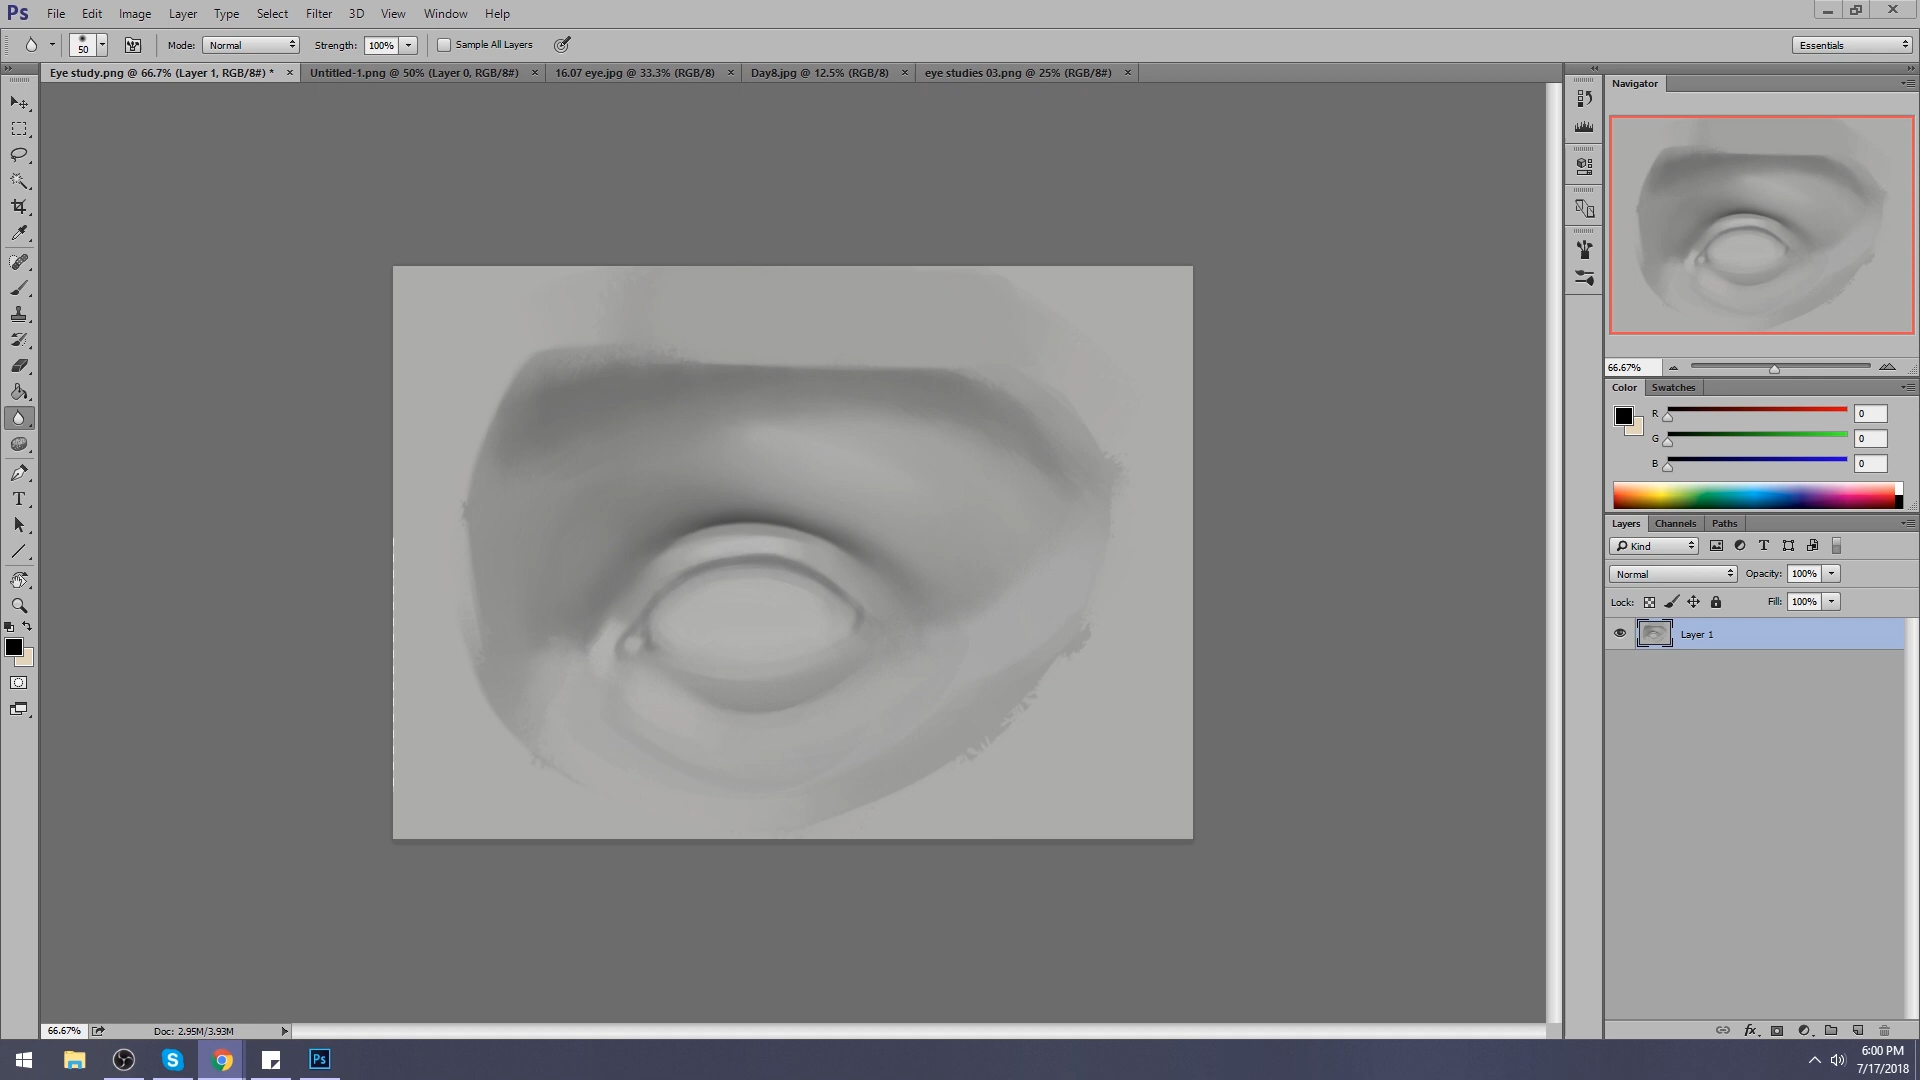 Ps File Edit Image Layer Type Select Filter 3D View Window Help
50 Mode: Normal Strength: 100% Sample All Layers Essentials
Eye study.png @ 66.7% (Layer 1, RGB/8#) * Untitled-1.png @ 50% (Layer 0, RGB/8#) 16.07 eye.jpg @ 33.3% (RGB/8) Day8.jpg @ 12.5% (RGB/8) eye studies 03.png @ 25% (RGB/8#)
Navigator
66.67%
Color Swatches
R 0
G 0
B 0
Layers Channels Paths
Kind
Normal Opacity: 100%
Lock: Fill: 100%
Layer 1
66.67% Doc: 2.95M/3.93M
6:00 PM
7/17/2018